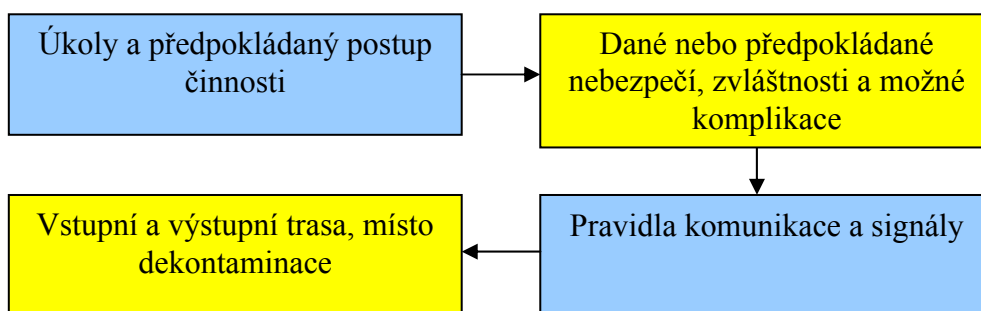 Úkoly a předpokládaný postup
činnosti
Dané nebo předpokládané
nebezpečí, zvláštnosti a možné
komplikace
Pravidla komunikace a signály
Vstupní a výstupní trasa, místo
dekontaminace